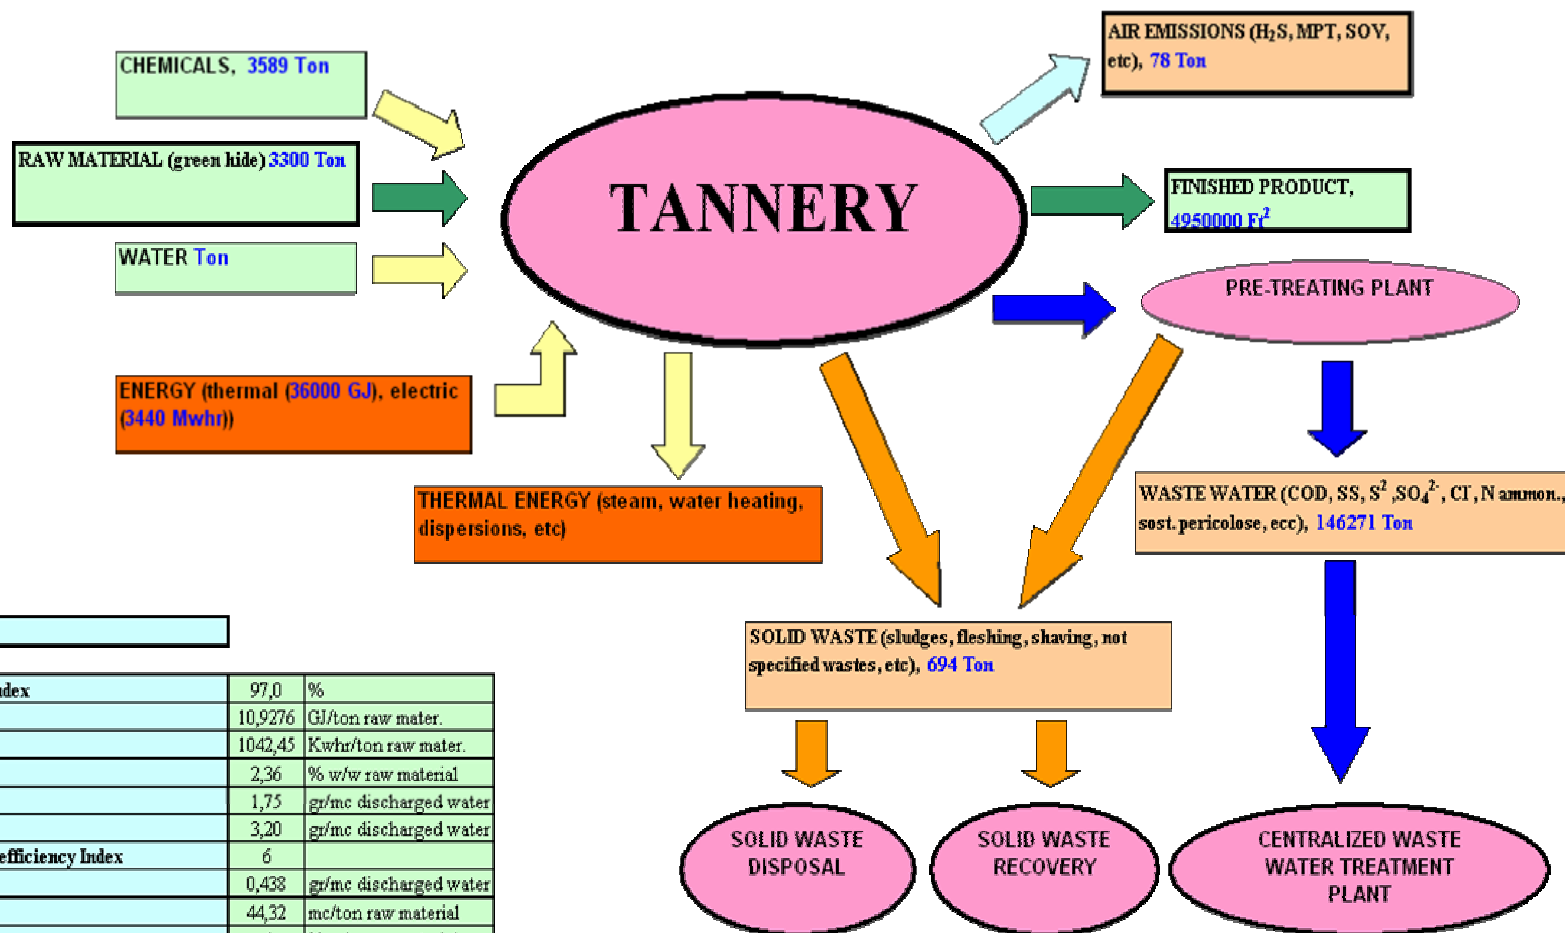 AIR EMISSIONS (H₂S, MPT, SOV,
etc), 78 Ton
CHEMICALS, 3589 Ton
RAW MATERIAL (green hide) 3300 Ton
TANNERY
FINISHED PRODUCT,
4950000 Ft²
WATER Ton
PRE-TREATING PLANT
ENERGY (thermal (36000 GJ), electric
(3440 Mwhr))
THERMAL ENERGY (steam, water heating,
dispersions, etc)
WASTE WATER (COD, SS, S², SO₄²⁻, Cl⁻, N ammon.,
sost. pericolose, ecc), 146271 Ton
SOLID WASTE (sludges, fleshing, shaving, not
specified wastes, etc), 694 Ton
ndex 97,0 %
10,9276 GJ/ton raw mater.
1042,45 Kwhr/ton raw mater.
2,36 % w/w raw material
1,75 gr/mc discharged water
3,20 gr/mc discharged water
efficiency Index 6
0,438 gr/mc discharged water
44,32 mc/ton raw material
SOLID WASTE
DISPOSAL
SOLID WASTE
RECOVERY
CENTRALIZED WASTE
WATER TREATMENT
PLANT